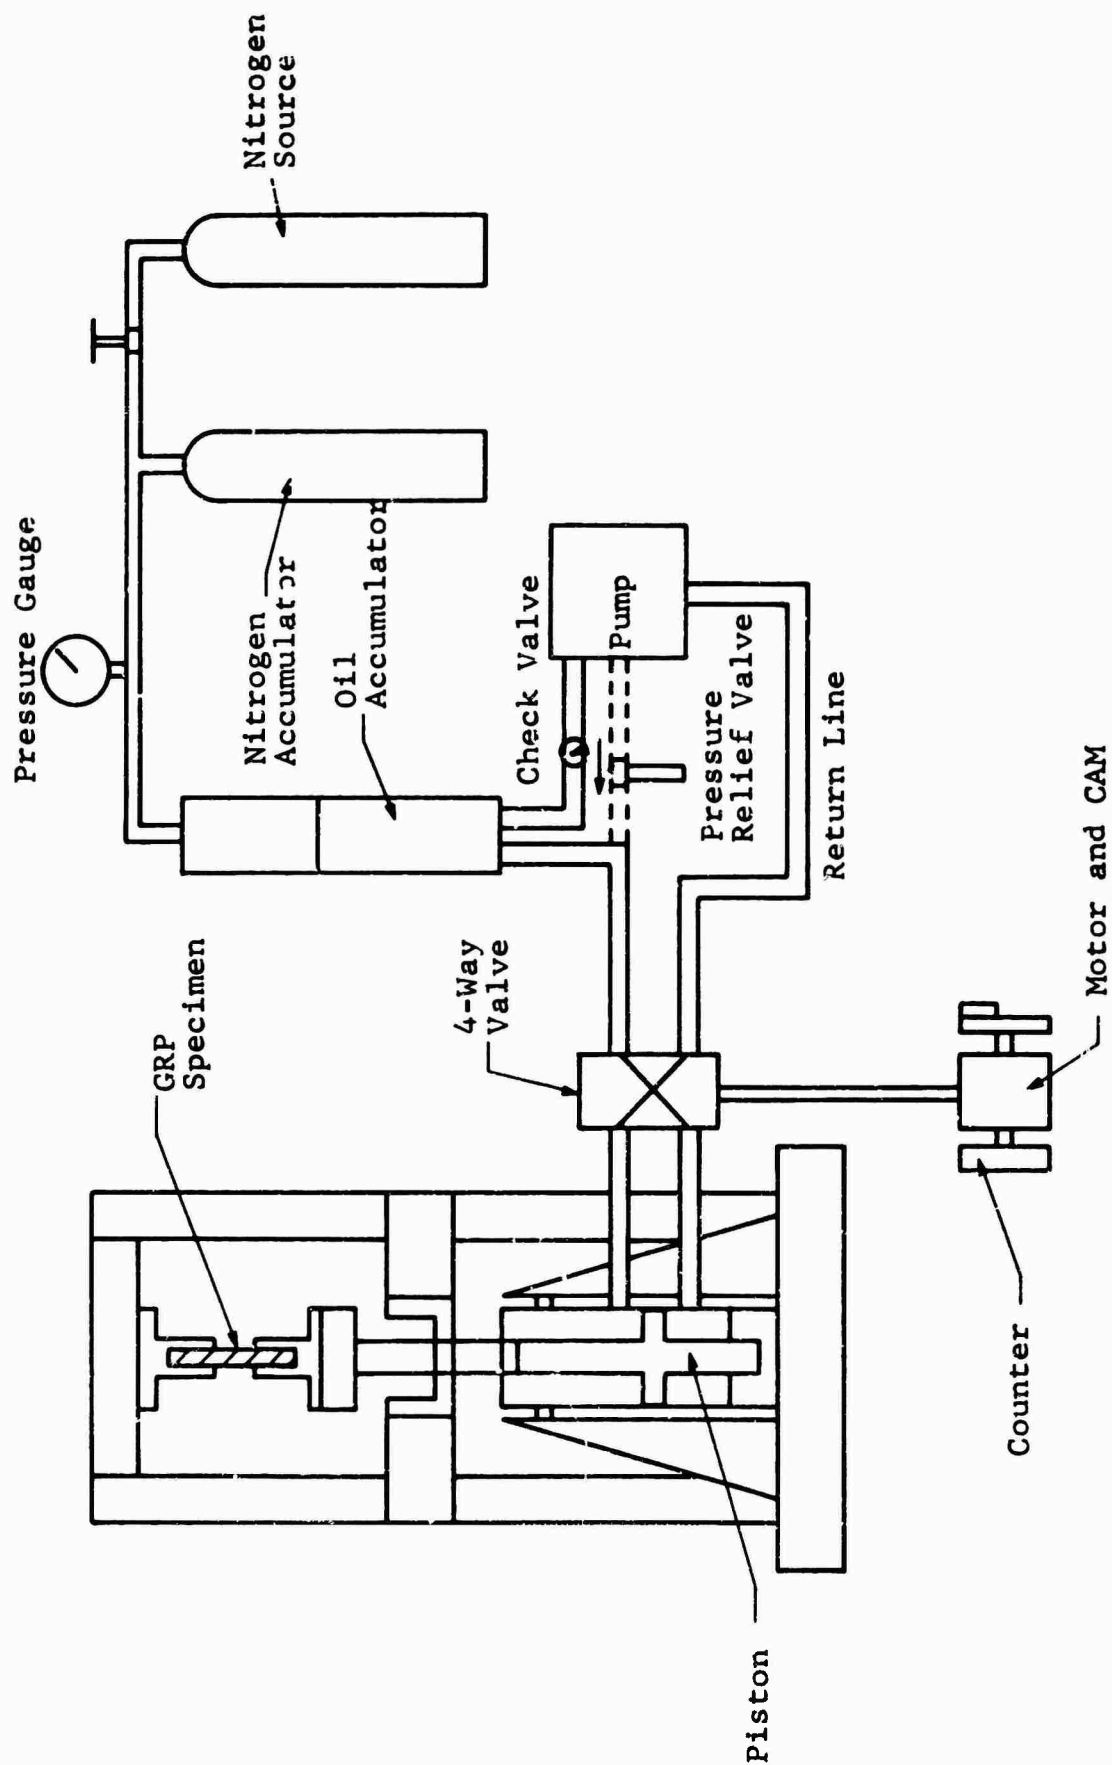 Pressure Gauge
Nitrogen
Source
Nitrogen
Accumulator
Oil
Accumulator
GRP
Specimen
4-Way
Valve
Check Valve
Pump
Pressure
Relief Valve
Return Line
Piston
Counter
Motor and CAM